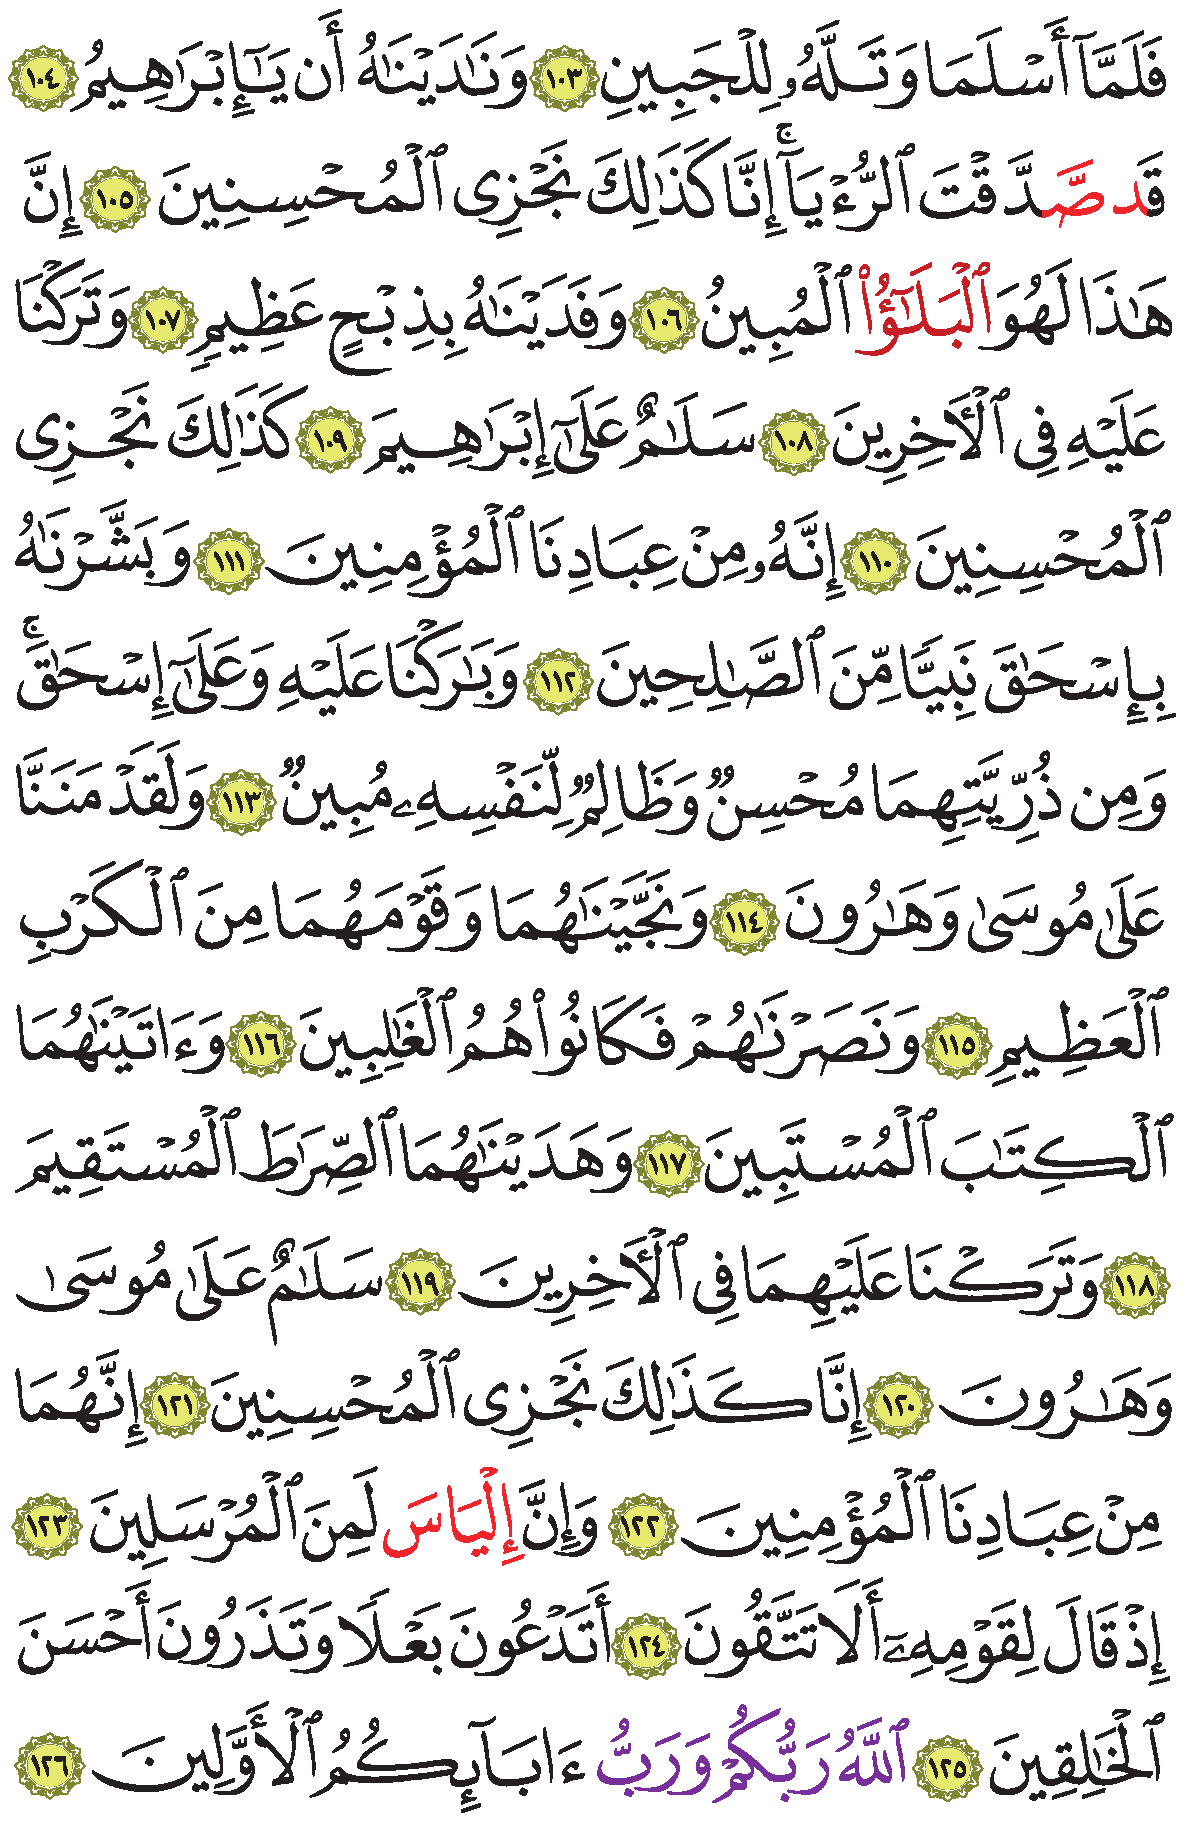 فَلَمَّآ أَسْلَمَا وَتَلَّهُۥ لِلْجَبِينِ ١٠٣ وَنَٰدَيْنَٰهُ أَن يَٰٓإِبْرَٰهِيمُ ١٠٤
قَد صَّدَّقْتَ ٱلرُّءْيَآۚ إِنَّا كَذَٰلِكَ نَجْزِى ٱلْمُحْسِنِينَ ١٠٥ إِنَّ
هَٰذَا لَهُوَ ٱلْبَلَٰٓؤُا۟ ٱلْمُبِينُ ١٠٦ وَفَدَيْنَٰهُ بِذِبْحٍ عَظِيمٍ ١٠٧ وَتَرَكْنَا
عَلَيْهِ فِى ٱلْأَخِرِينَ ١٠٨ سَلَٰمٌ عَلَىٰٓ إِبْرَٰهِيمَ ١٠٩ كَذَٰلِكَ نَجْزِى
ٱلْمُحْسِنِينَ ١١٠ إِنَّهُۥ مِنْ عِبَادِنَا ٱلْمُؤْمِنِينَ ١١١ وَبَشَّرْنَٰهُ
بِإِسْحَٰقَ نَبِيًّا مِّنَ ٱلصَّٰلِحِينَ ١١٢ وَبَٰرَكْنَا عَلَيْهِ وَعَلَىٰٓ إِسْحَٰقَۚ
وَمِن ذُرِّيَّتِهِمَا مُحْسِنٌ وَظَالِمٌ لِّنَفْسِهِۦ مُبِينٌ ١١٣ وَلَقَدْ مَنَنَّا
عَلَىٰ مُوسَىٰ وَهَٰرُونَ ١١٤ وَنَجَّيْنَٰهُمَا وَقَوْمَهُمَا مِنَ ٱلْكَرْبِ
ٱلْعَظِيمِ ١١٥ وَنَصَرْنَٰهُمْ فَكَانُوا۟ هُمُ ٱلْغَٰلِبِينَ ١١٦ وَءَاتَيْنَٰهُمَا
ٱلْكِتَٰبَ ٱلْمُسْتَبِينَ ١١٧ وَهَدَيْنَٰهُمَا ٱلصِّرَٰطَ ٱلْمُسْتَقِيمَ
١١٨ وَتَرَكْنَا عَلَيْهِمَا فِى ٱلْأَخِرِينَ ١١٩ سَلَٰمٌ عَلَىٰ مُوسَىٰ
وَهَٰرُونَ ١٢٠ إِنَّا كَذَٰلِكَ نَجْزِى ٱلْمُحْسِنِينَ ١٢١ إِنَّهُمَا
مِنْ عِبَادِنَا ٱلْمُؤْمِنِينَ ١٢٢ وَإِنَّ إِلْيَاسَ لَمِنَ ٱلْمُرْسَلِينَ ١٢٣
إِذْ قَالَ لِقَوْمِهِۦٓ أَلَا تَتَّقُونَ ١٢٤ أَتَدْعُونَ بَعْلًا وَتَذَرُونَ أَحْسَنَ
ٱلْخَٰلِقِينَ ١٢٥ ٱللَّهُ رَبُّكُمْ وَرَبُّ ءَابَآئِكُمُ ٱلْأَوَّلِينَ ١٢٦